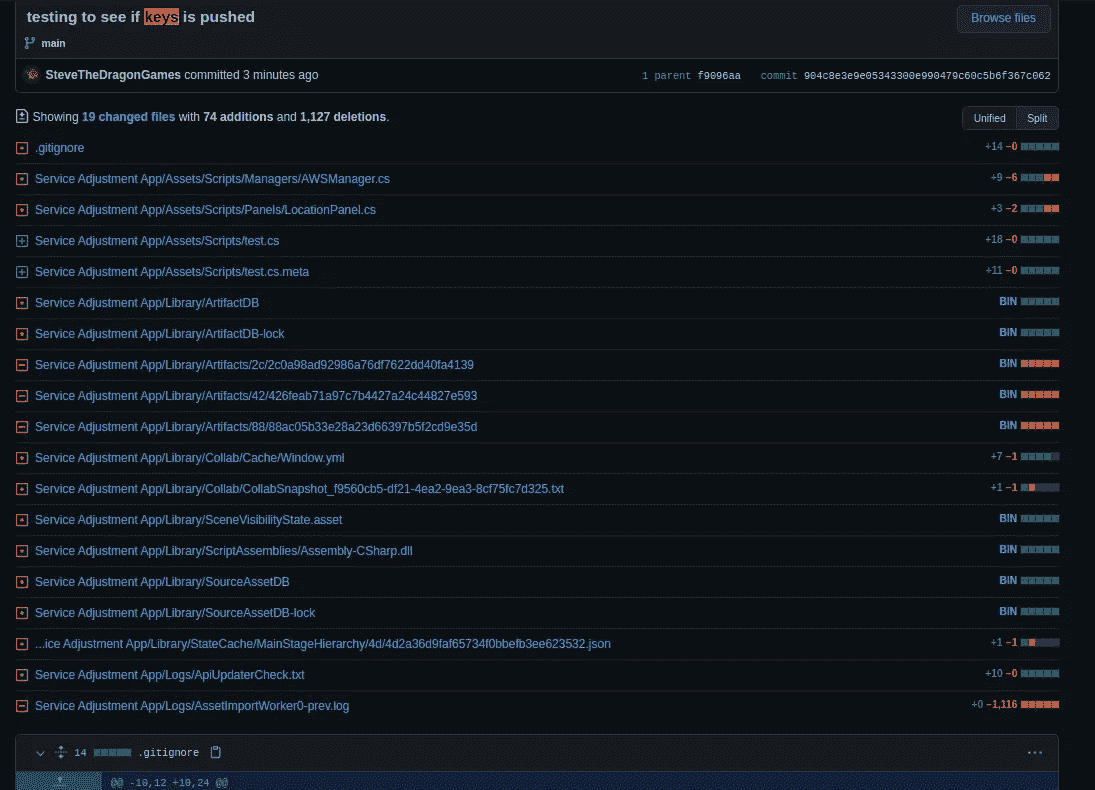 testing to see if keys is pushed
Browse files
main
SteveTheDragonGames committed 3 minutes ago
1 parent f9096aa commit 904c8e3e9e05343300e990479c60c5b6f367c062
Showing 19 changed files with 74 additions and 1,127 deletions.
Unified Split
.gitignore +14 −0
Service Adjustment App/Assets/Scripts/Managers/AWSManager.cs +9 −6
Service Adjustment App/Assets/Scripts/Panels/LocationPanel.cs +3 −2
Service Adjustment App/Assets/Scripts/test.cs +18 −0
Service Adjustment App/Assets/Scripts/test.cs.meta +11 −0
Service Adjustment App/Library/ArtifactDB BIN
Service Adjustment App/Library/ArtifactDB-lock BIN
Service Adjustment App/Library/Artifacts/2c/2c0a98ad92986a76df7622dd40fa4139 BIN
Service Adjustment App/Library/Artifacts/42/426feab71a97c7b4427a24c44827e593 BIN
Service Adjustment App/Library/Artifacts/88/88ac05b33e28a23d66397b5f2cd9e35d BIN
Service Adjustment App/Library/Collab/Cache/Window.yml +7 −1
Service Adjustment App/Library/Collab/CollabSnapshot_f9560cb5-df21-4ea2-9ea3-8cf75fc7d325.txt +1 −1
Service Adjustment App/Library/SceneVisibilityState.asset BIN
Service Adjustment App/Library/ScriptAssemblies/Assembly-CSharp.dll BIN
Service Adjustment App/Library/SourceAssetDB BIN
Service Adjustment App/Library/SourceAssetDB-lock BIN
...ice Adjustment App/Library/StateCache/MainStageHierarchy/4d/4d2a36d9faf65734f0bbefb3ee623532.json +1 −1
Service Adjustment App/Logs/ApiUpdaterCheck.txt +10 −0
Service Adjustment App/Logs/AssetImportWorker0-prev.log +0 −1,116
14 .gitignore
@@ -10,12 +10,24 @@